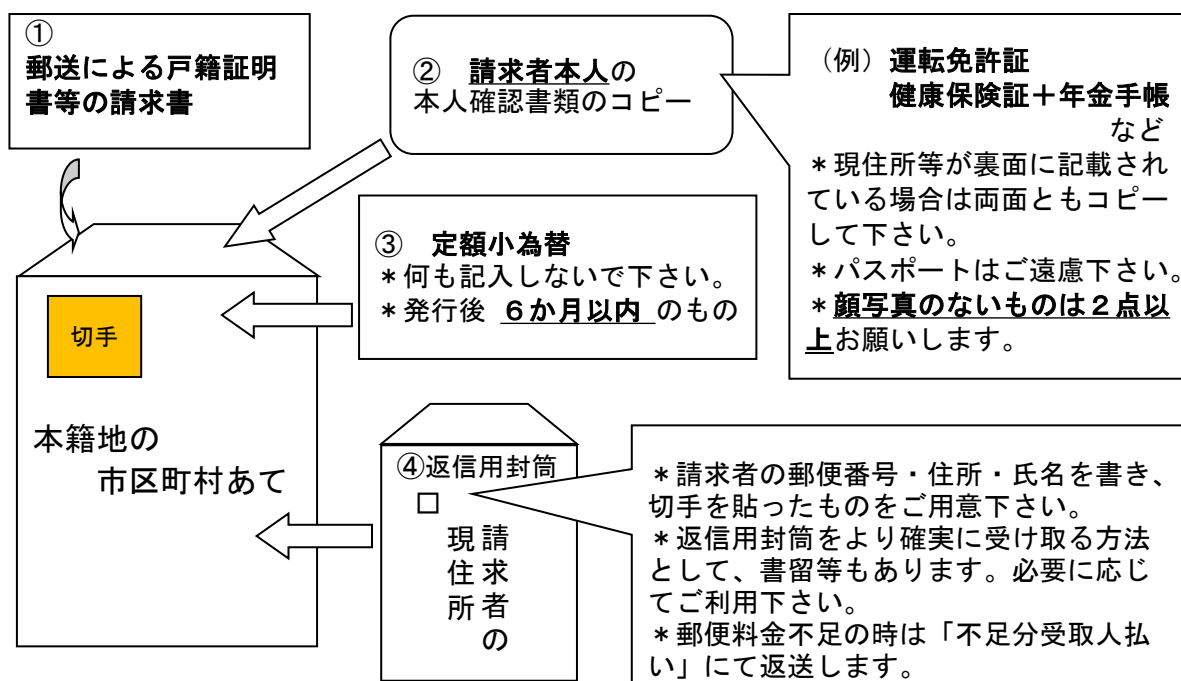 ①
郵送による戸籍証明
書等の請求書
② 請求者本人の
本人確認書類のコピー
（例）運転免許証
健康保険証＋年金手帳
など
＊現住所等が裏面に記載され
ている場合は両面ともコピー
して下さい。
＊パスポートはご遠慮下さい。
＊顔写真のないものは２点以
上お願いします。
③ 定額小為替
＊何も記入しないで下さい。
＊発行後 ６か月以内 のもの
切手
本籍地の
市区町村あて
④返信用封筒
□
請求者の
現住所
＊請求者の郵便番号・住所・氏名を書き、
切手を貼ったものをご用意下さい。
＊返信用封筒をより確実に受け取る方法
として、書留等もあります。必要に応じ
てご利用下さい。
＊郵便料金不足の時は「不足分受取人払
い」にて返送します。